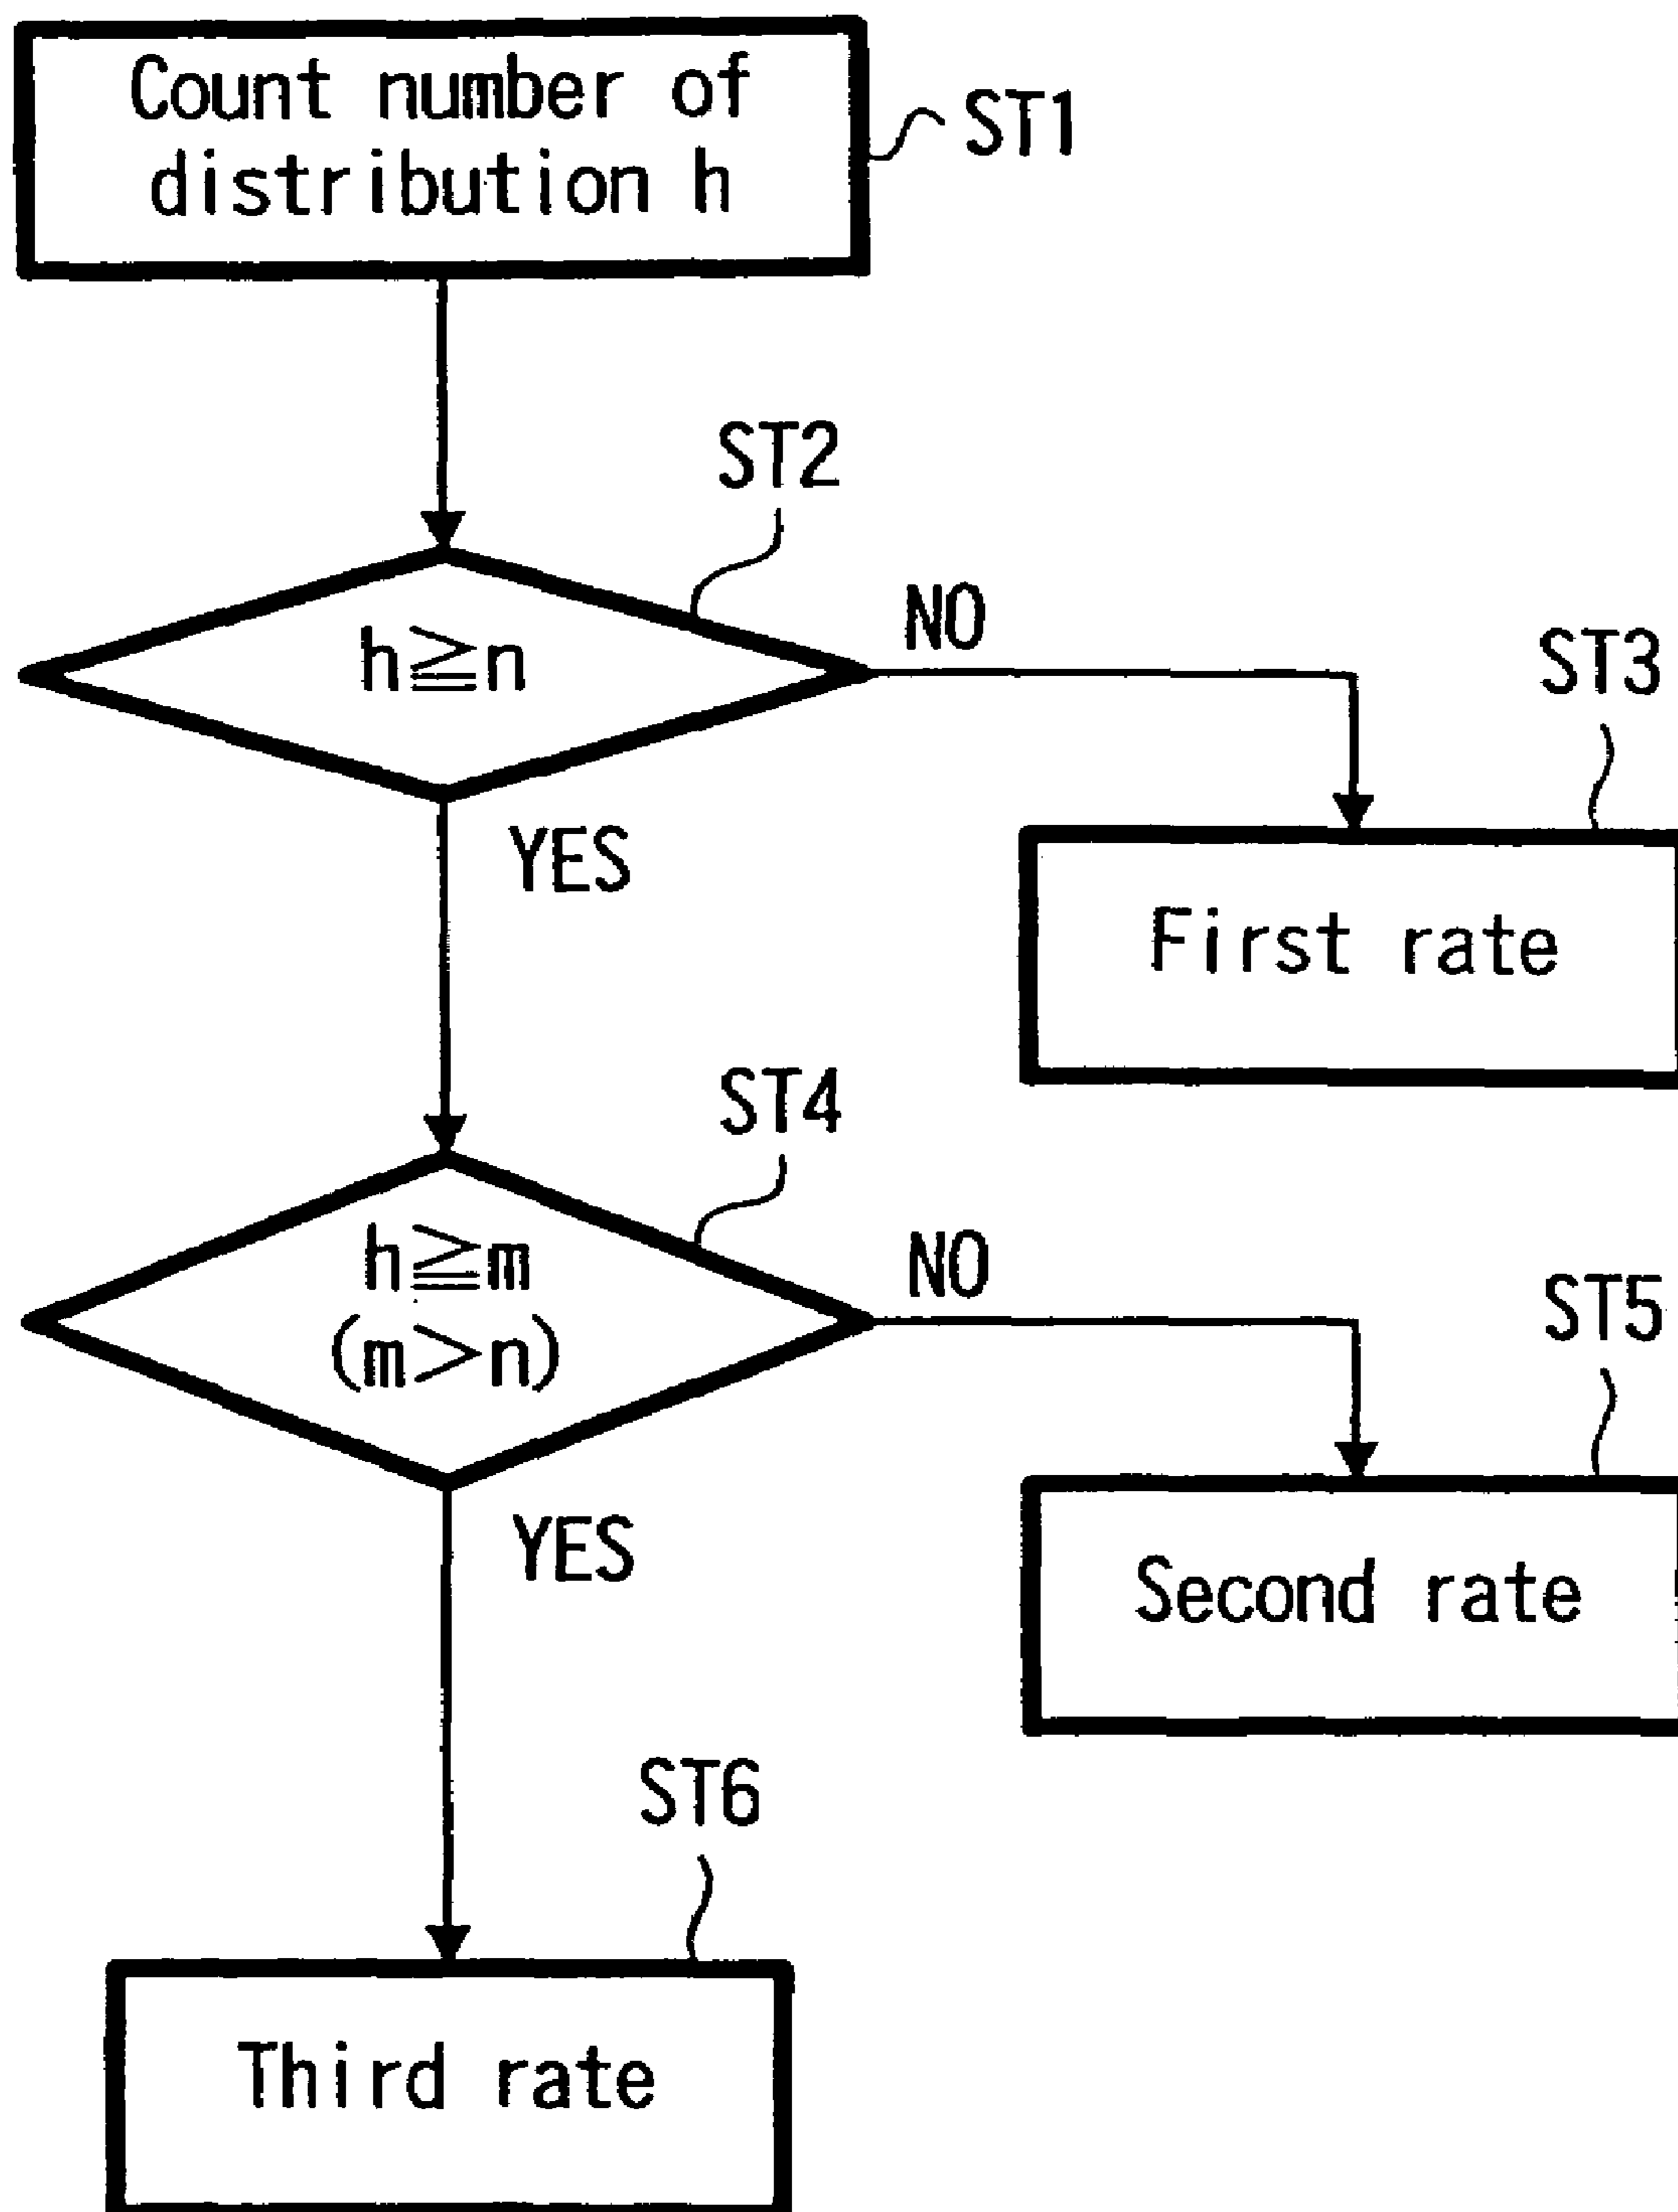 Count number of
distribution h
ST1
ST2
h≧n
NO
ST3
YES
First rate
ST4
h≧m
(m>n)
NO
ST5
YES
Second rate
ST6
Third rate